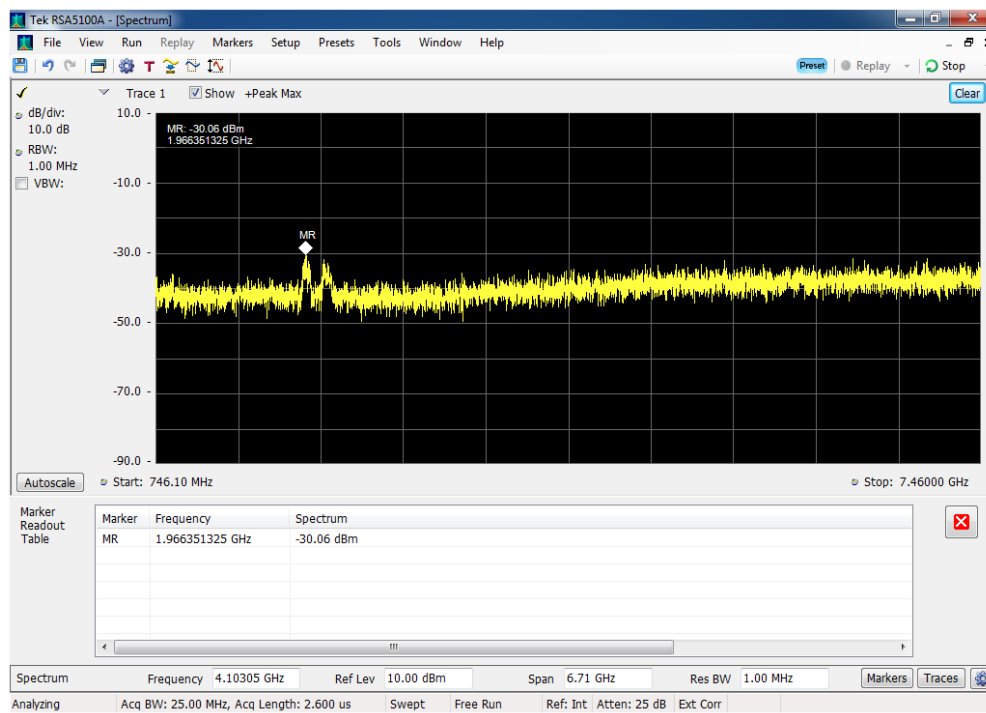 Tek RSA5100A - [Spectrum]
File View Run Replay Markers Setup Presets Tools Window Help
Preset Replay Stop
Trace 1 Show +Peak Max Clear
dB/div:
10.0 dB
RBW:
1.00 MHz
VBW:
10.0
-10.0
-30.0
-50.0
-70.0
-90.0
MR: -30.06 dBm
1.966351325 GHz
MR
Autoscale Start: 746.10 MHz Stop: 7.46000 GHz
Marker
Readout
Table
Marker Frequency Spectrum
MR 1.966351325 GHz -30.06 dBm
Spectrum Frequency 4.10305 GHz Ref Lev 10.00 dBm Span 6.71 GHz Res BW 1.00 MHz Markers Traces
Analyzing Acq BW: 25.00 MHz, Acq Length: 2.600 us Swept Free Run Ref: Int Atten: 25 dB Ext Corr